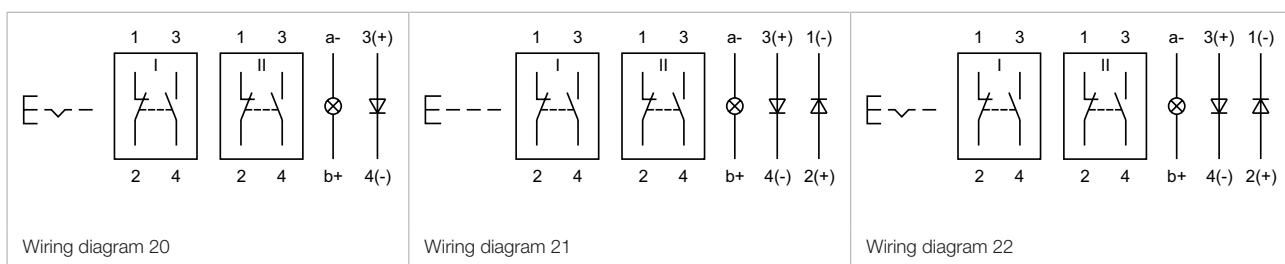 1 3 1 3 a- 3(+)
I II
2 4 2 4 b+ 4(-)
Wiring diagram 20
1 3 1 3 a- 3(+) 1(-)
I II
2 4 2 4 b+ 4(-) 2(+)
Wiring diagram 21
1 3 1 3 a- 3(+) 1(-)
I II
2 4 2 4 b+ 4(-) 2(+)
Wiring diagram 22